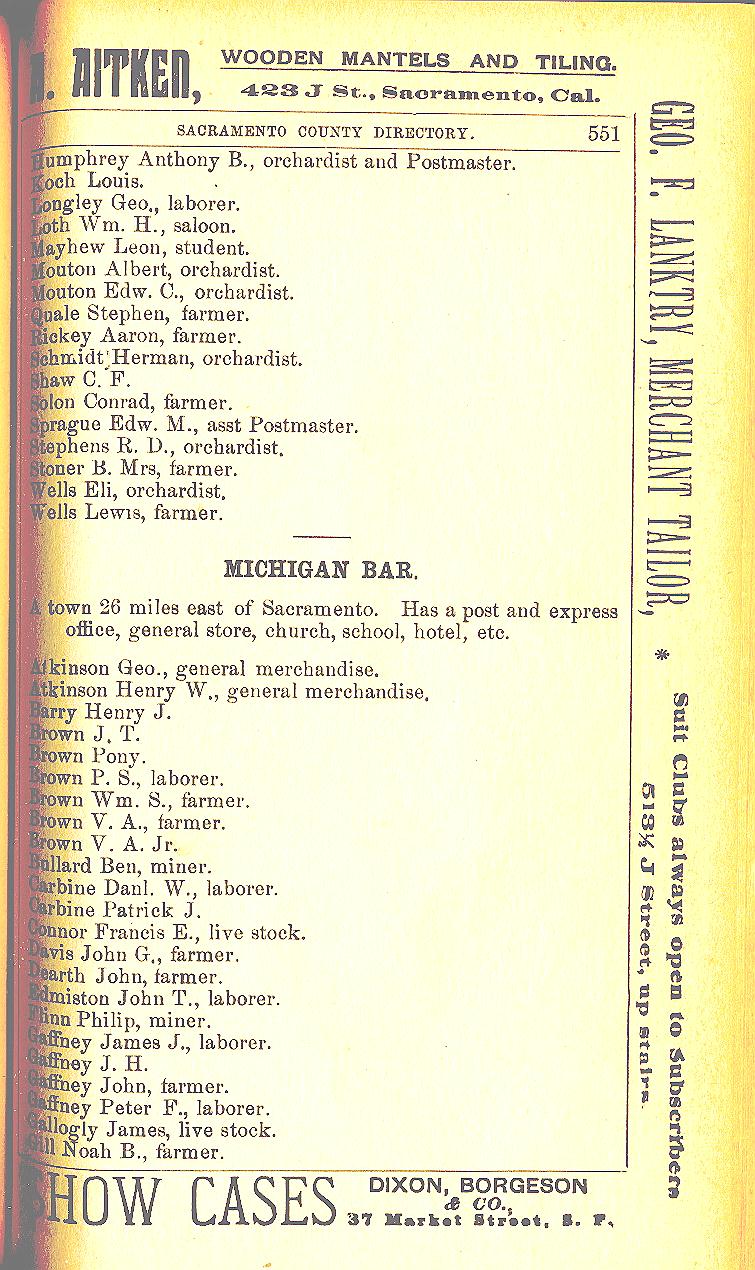 A. AITKEN,
WOODEN MANTELS AND TILING.
423 J St., Sacramento, Cal.
SACRAMENTO COUNTY DIRECTORY. 551
Humphrey Anthony B., orchardist and Postmaster.
Koch Louis.
Longley Geo., laborer.
Loth Wm. H., saloon.
Mayhew Leon, student.
Mouton Albert, orchardist.
Mouton Edw. C., orchardist.
Quale Stephen, farmer.
Rickey Aaron, farmer.
Schmidt Herman, orchardist.
Shaw C. F.
Solon Conrad, farmer.
Sprague Edw. M., asst Postmaster.
Stephens R. D., orchardist.
Stoner B. Mrs, farmer.
Wells Eli, orchardist.
Wells Lewis, farmer.
MICHIGAN BAR.
A town 26 miles east of Sacramento. Has a post and express
office, general store, church, school, hotel, etc.
Atkinson Geo., general merchandise.
Atkinson Henry W., general merchandise.
Barry Henry J.
Brown J. T.
Brown Pony.
Brown P. S., laborer.
Brown Wm. S., farmer.
Brown V. A., farmer.
Brown V. A. Jr.
Bullard Ben, miner.
Carbine Danl. W., laborer.
Carbine Patrick J.
Connor Francis E., live stock.
Davis John G., farmer.
Dearth John, farmer.
Edmiston John T., laborer.
Flinn Philip, miner.
Gaffney James J., laborer.
Gaffney J. H.
Gaffney John, farmer.
Gaffney Peter F., laborer.
Gallogly James, live stock.
Gill Noah B., farmer.
SHOW CASES
DIXON, BORGESON
& CO.,
37 Market Street, S. F.
GEO. F. LANKTRY, MERCHANT TAILOR, *
Suit Clubs always open to Subscribers
513½ J Street, up stairs.